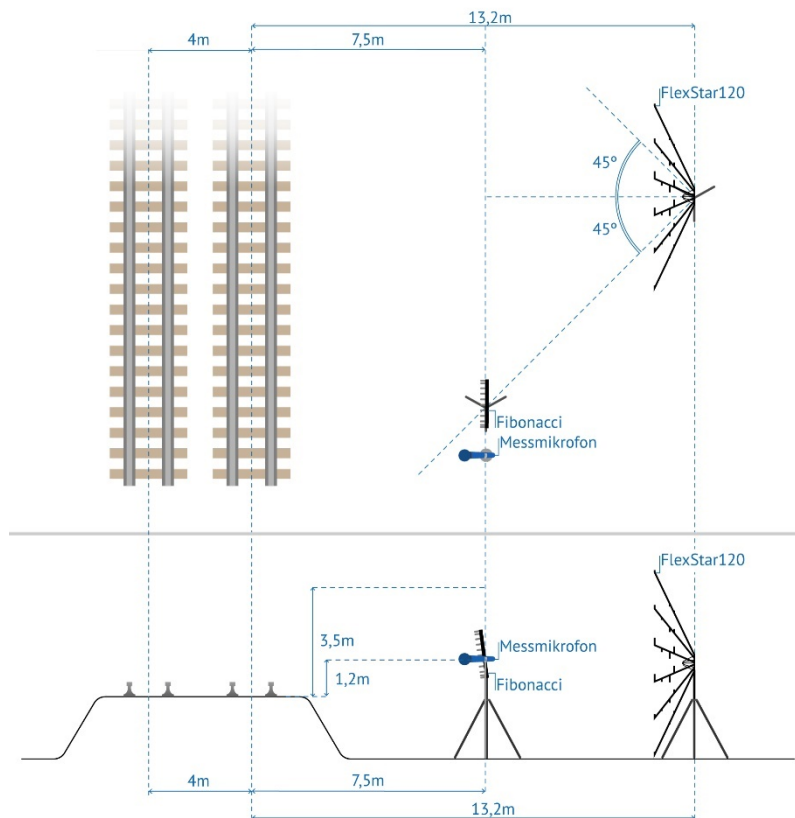 13,2m
4m
7,5m
FlexStar120
45°
45°
Fibonacci
Messmikrofon
FlexStar120
3,5m
Messmikrofon
1,2m
Fibonacci
4m
7,5m
13,2m